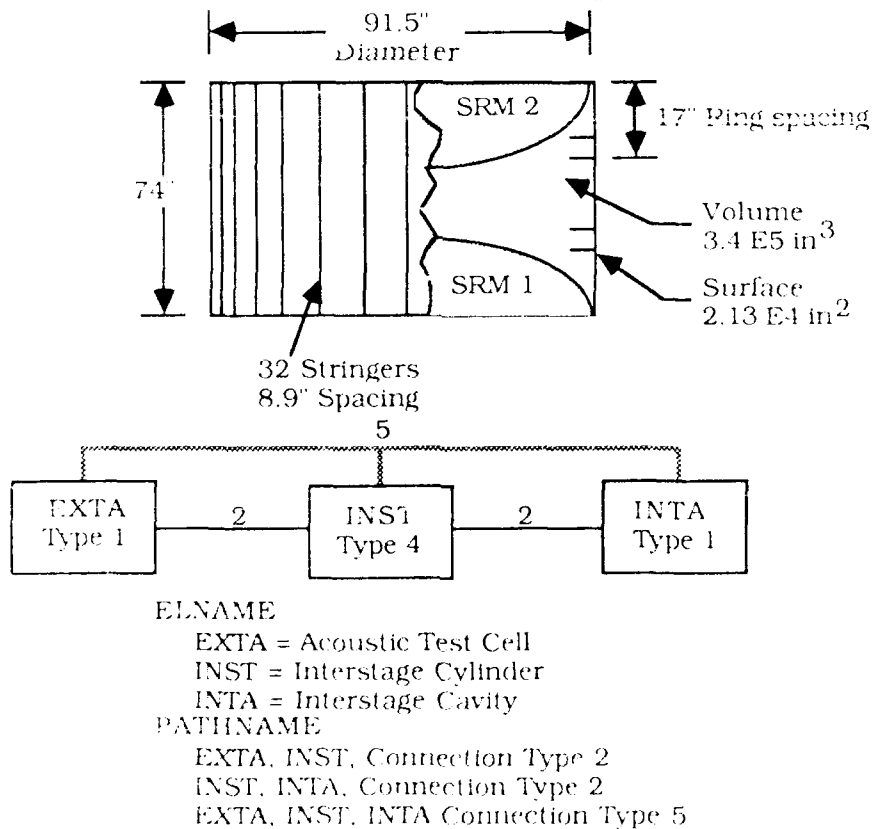 91.5"
Diameter
SRM 2
17" Ring spacing
74"
Volume
3.4 E5 in3
SRM 1
Surface
2.13 E4 in2
32 Stringers
8.9" Spacing
5
EXTA
Type 1
2
INST
Type 4
2
INTA
Type 1
ELNAME
EXTA = Acoustic Test Cell
INST = Interstage Cylinder
INTA = Interstage Cavity
PATHNAME
EXTA, INST, Connection Type 2
INST, INTA, Connection Type 2
EXTA, INST, INTA Connection Type 5